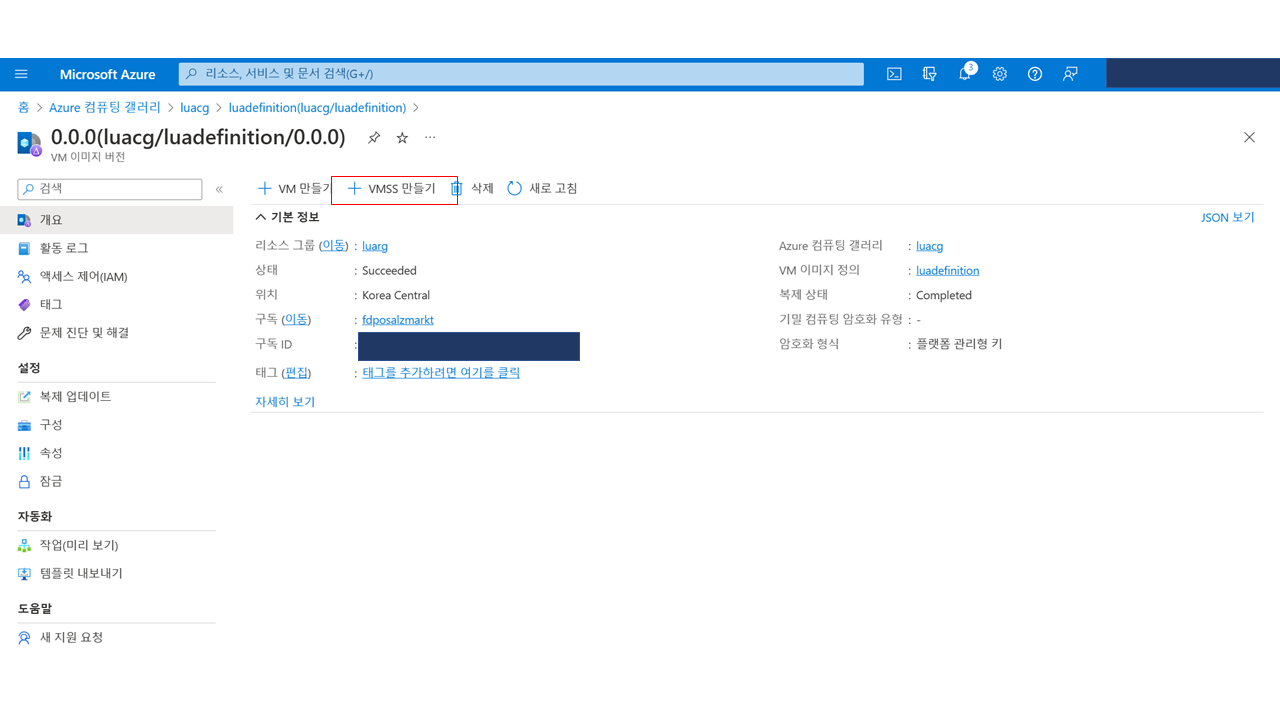 Microsoft Azure
리소스, 서비스 및 문서 검색(G+/)
3
홈 > Azure 컴퓨팅 갤러리 > luacg > luadefinition(luacg/luadefinition) >
0.0.0(luacg/luadefinition/0.0.0)
VM 이미지 버전
검색
개요
활동 로그
액세스 제어(IAM)
태그
문제 진단 및 해결
설정
복제 업데이트
구성
속성
잠금
자동화
작업(미리 보기)
템플릿 내보내기
도움말
새 지원 요청
VM 만들기 VMSS 만들기 삭제 새로 고침
기본 정보
JSON 보기
리소스 그룹 (이동) : luarg
상태 : Succeeded
위치 : Korea Central
구독 (이동) : fdposalzmarkt
구독 ID :
태그 (편집) : 태그를 추가하려면 여기를 클릭
자세히 보기
Azure 컴퓨팅 갤러리 : luacg
VM 이미지 정의 : luadefinition
복제 상태 : Completed
기밀 컴퓨팅 암호화 유형 : -
암호화 형식 : 플랫폼 관리형 키